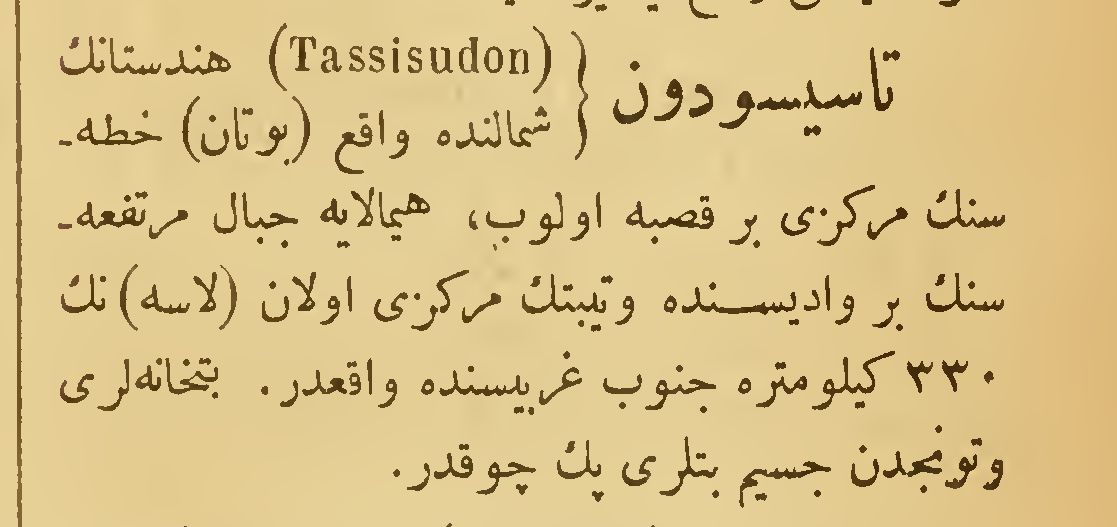 تاسیسودون { (Tassisudon) هندستانك
شمالنده واقع (بوتان) خطه‌ـ
سنك مركزی بر قصبه اولوب، هیمالایه جبال مرتفعه‌ـ
سنك بر وادیسنده وتیبتك مركزی اولان (لاسه) نك
۳۳۰ كیلومتره جنوب غربیسنده واقعدر. بتخانه‌لری
وتونجدن جسیم بتلری پك چوقدر.